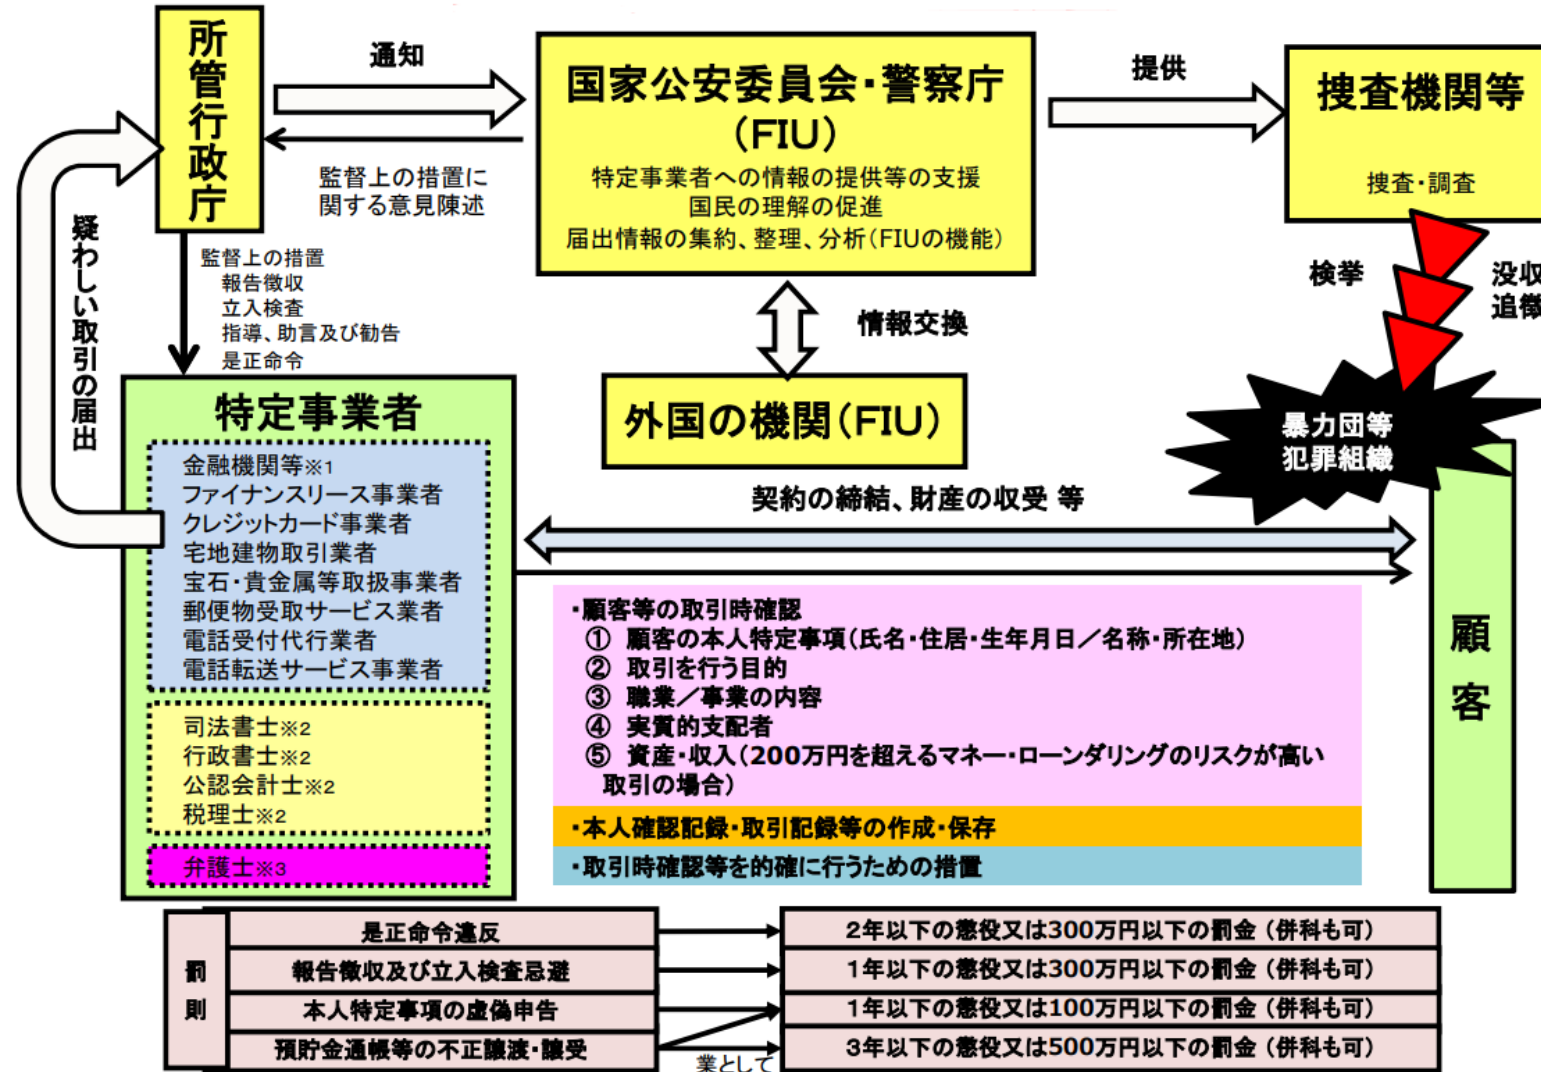 所管行政庁
通知
国家公安委員会・警察庁
(FIU)
特定事業者への情報の提供等の支援
国民の理解の促進
届出情報の集約、整理、分析(FIUの機能)
提供
捜査機関等
捜査・調査
監督上の措置に
関する意見陳述
疑わしい取引の届出
監督上の措置
報告徴収
立入検査
指導、助言及び勧告
是正命令
情報交換
外国の機関(FIU)
検挙
没収
追徴
暴力団等
犯罪組織
特定事業者
金融機関等※1
ファイナンスリース事業者
クレジットカード事業者
宅地建物取引業者
宝石・貴金属等取扱事業者
郵便物受取サービス業者
電話受付代行業者
電話転送サービス事業者
司法書士※2
行政書士※2
公認会計士※2
税理士※2
弁護士※3
契約の締結、財産の収受 等
・顧客等の取引時確認
① 顧客の本人特定事項(氏名・住居・生年月日/名称・所在地)
② 取引を行う目的
③ 職業/事業の内容
④ 実質的支配者
⑤ 資産・収入(200万円を超えるマネー・ローンダリングのリスクが高い
取引の場合)
・本人確認記録・取引記録等の作成・保存
・取引時確認等を的確に行うための措置
顧客
罰則
是正命令違反
2年以下の懲役又は300万円以下の罰金 (併科も可)
報告徴収及び立入検査忌避
1年以下の懲役又は300万円以下の罰金 (併科も可)
本人特定事項の虚偽申告
1年以下の懲役又は100万円以下の罰金 (併科も可)
預貯金通帳等の不正譲渡・譲受
業として
3年以下の懲役又は500万円以下の罰金 (併科も可)